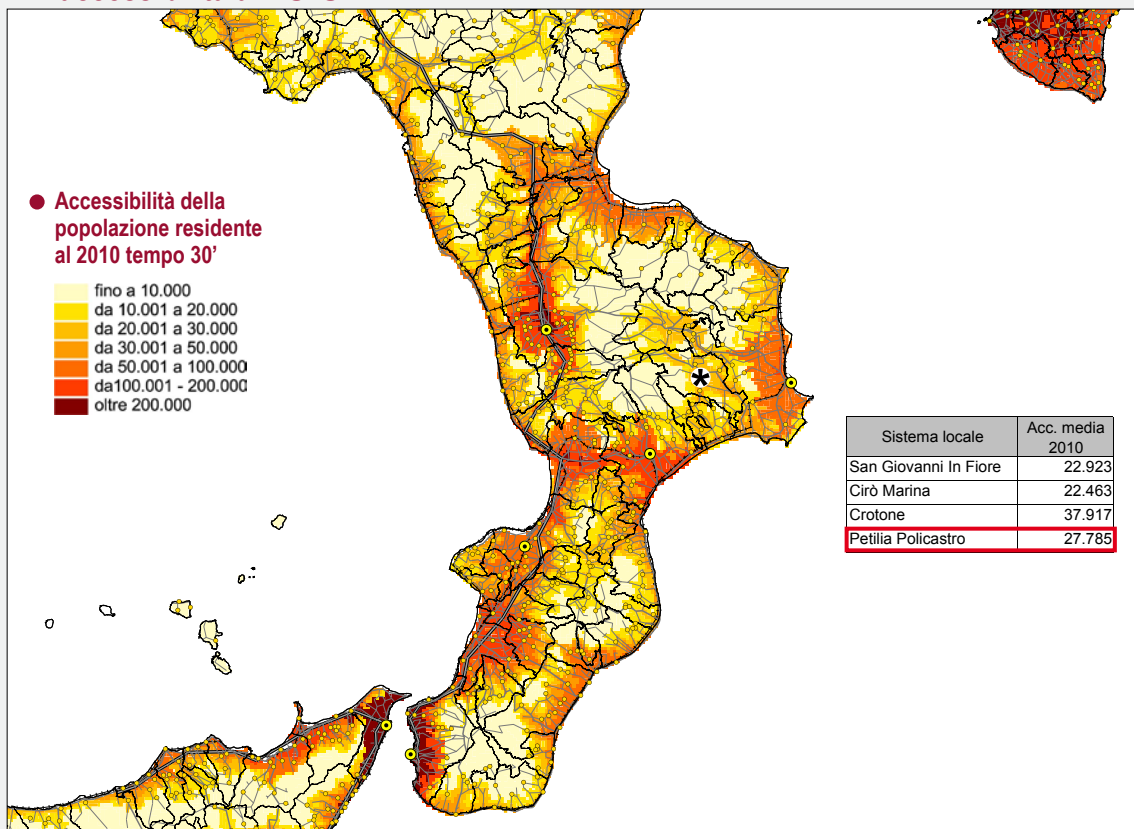 Accessibilità della
popolazione residente
al 2010 tempo 30’
fino a 10.000
da 10.001 a 20.000
da 20.001 a 30.000
da 30.001 a 50.000
da 50.001 a 100.000
da100.001 - 200.000
oltre 200.000
Sistema locale Acc. media 2010
San Giovanni In Fiore 22.923
Cirò Marina 22.463
Crotone 37.917
Petilia Policastro 27.785